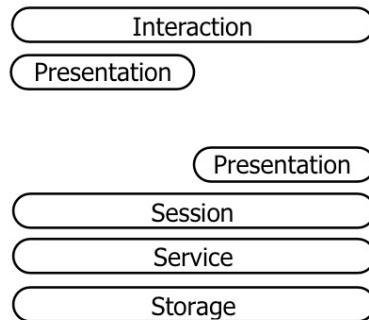 Interaction
Presentation
Presentation
Session
Service
Storage